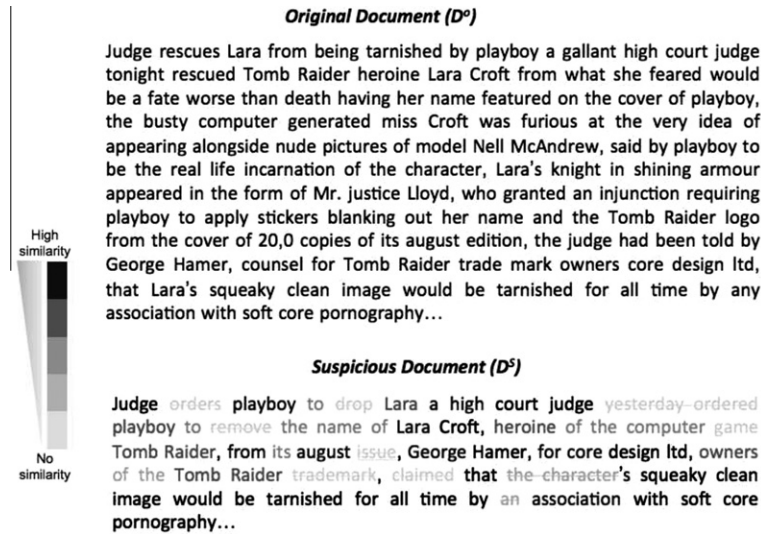 Original Document (Dᵒ)
Judge rescues Lara from being tarnished by playboy a gallant high court judge
tonight rescued Tomb Raider heroine Lara Croft from what she feared would
be a fate worse than death having her name featured on the cover of playboy,
the busty computer generated miss Croft was furious at the very idea of
appearing alongside nude pictures of model Nell McAndrew, said by playboy to
be the real life incarnation of the character, Lara's knight in shining armour
appeared in the form of Mr. justice Lloyd, who granted an injunction requiring
playboy to apply stickers blanking out her name and the Tomb Raider logo
from the cover of 20,0 copies of its august edition, the judge had been told by
George Hamer, counsel for Tomb Raider trade mark owners core design ltd,
that Lara's squeaky clean image would be tarnished for all time by any
association with soft core pornography...
High
similarity
No
similarity
Suspicious Document (Dˢ)
Judge orders playboy to drop Lara a high court judge yesterday ordered
playboy to remove the name of Lara Croft, heroine of the computer game
Tomb Raider, from its august issue, George Hamer, for core design ltd, owners
of the Tomb Raider trademark, claimed that the character's squeaky clean
image would be tarnished for all time by an association with soft core
pornography...